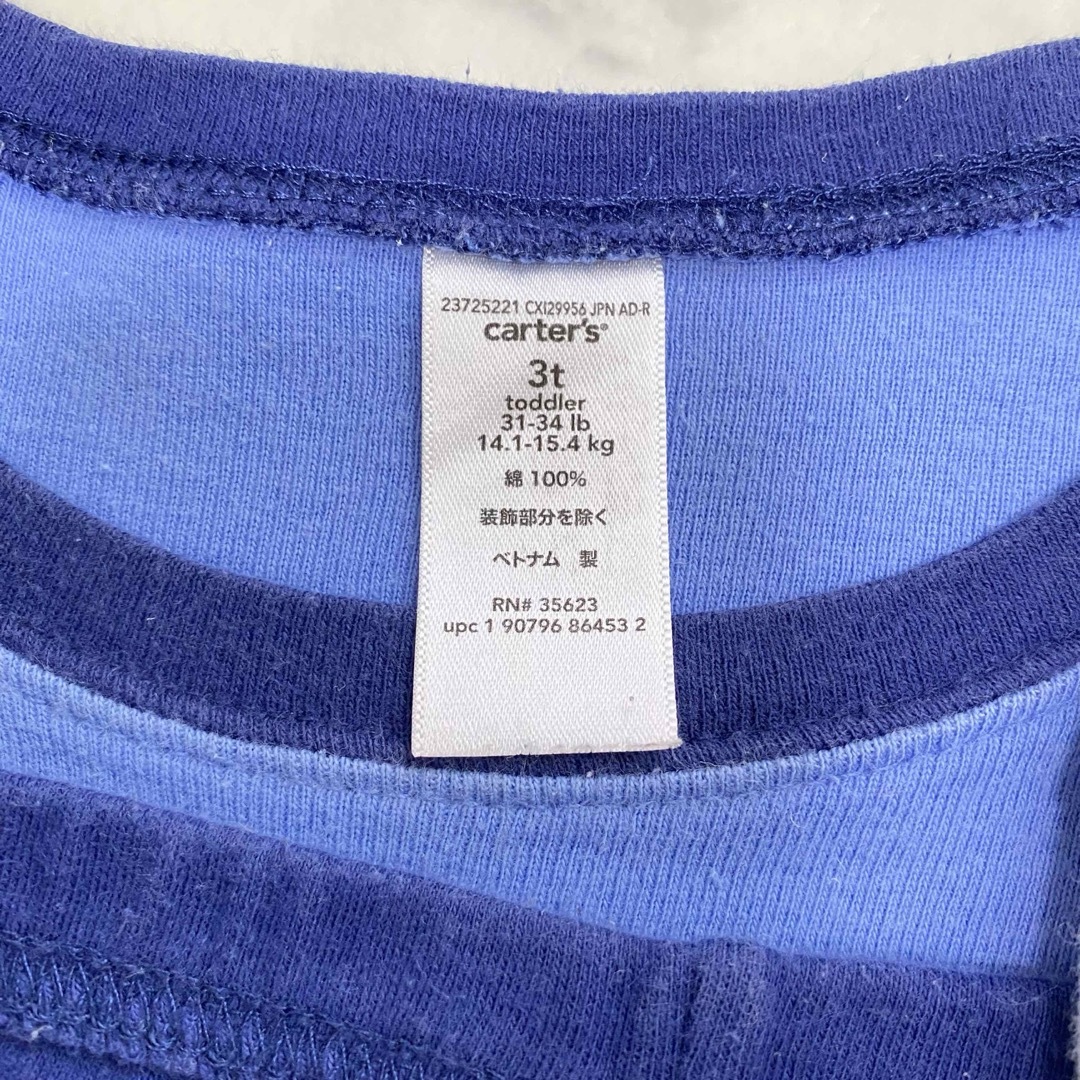 23725221 CXI29956 JPN AD-R
carter's®
3t
toddler
31-34 lb
14.1-15.4 kg
綿 100%
装飾部分を除く
ベトナム 製
RN# 35623
upc 1 90796 86453 2